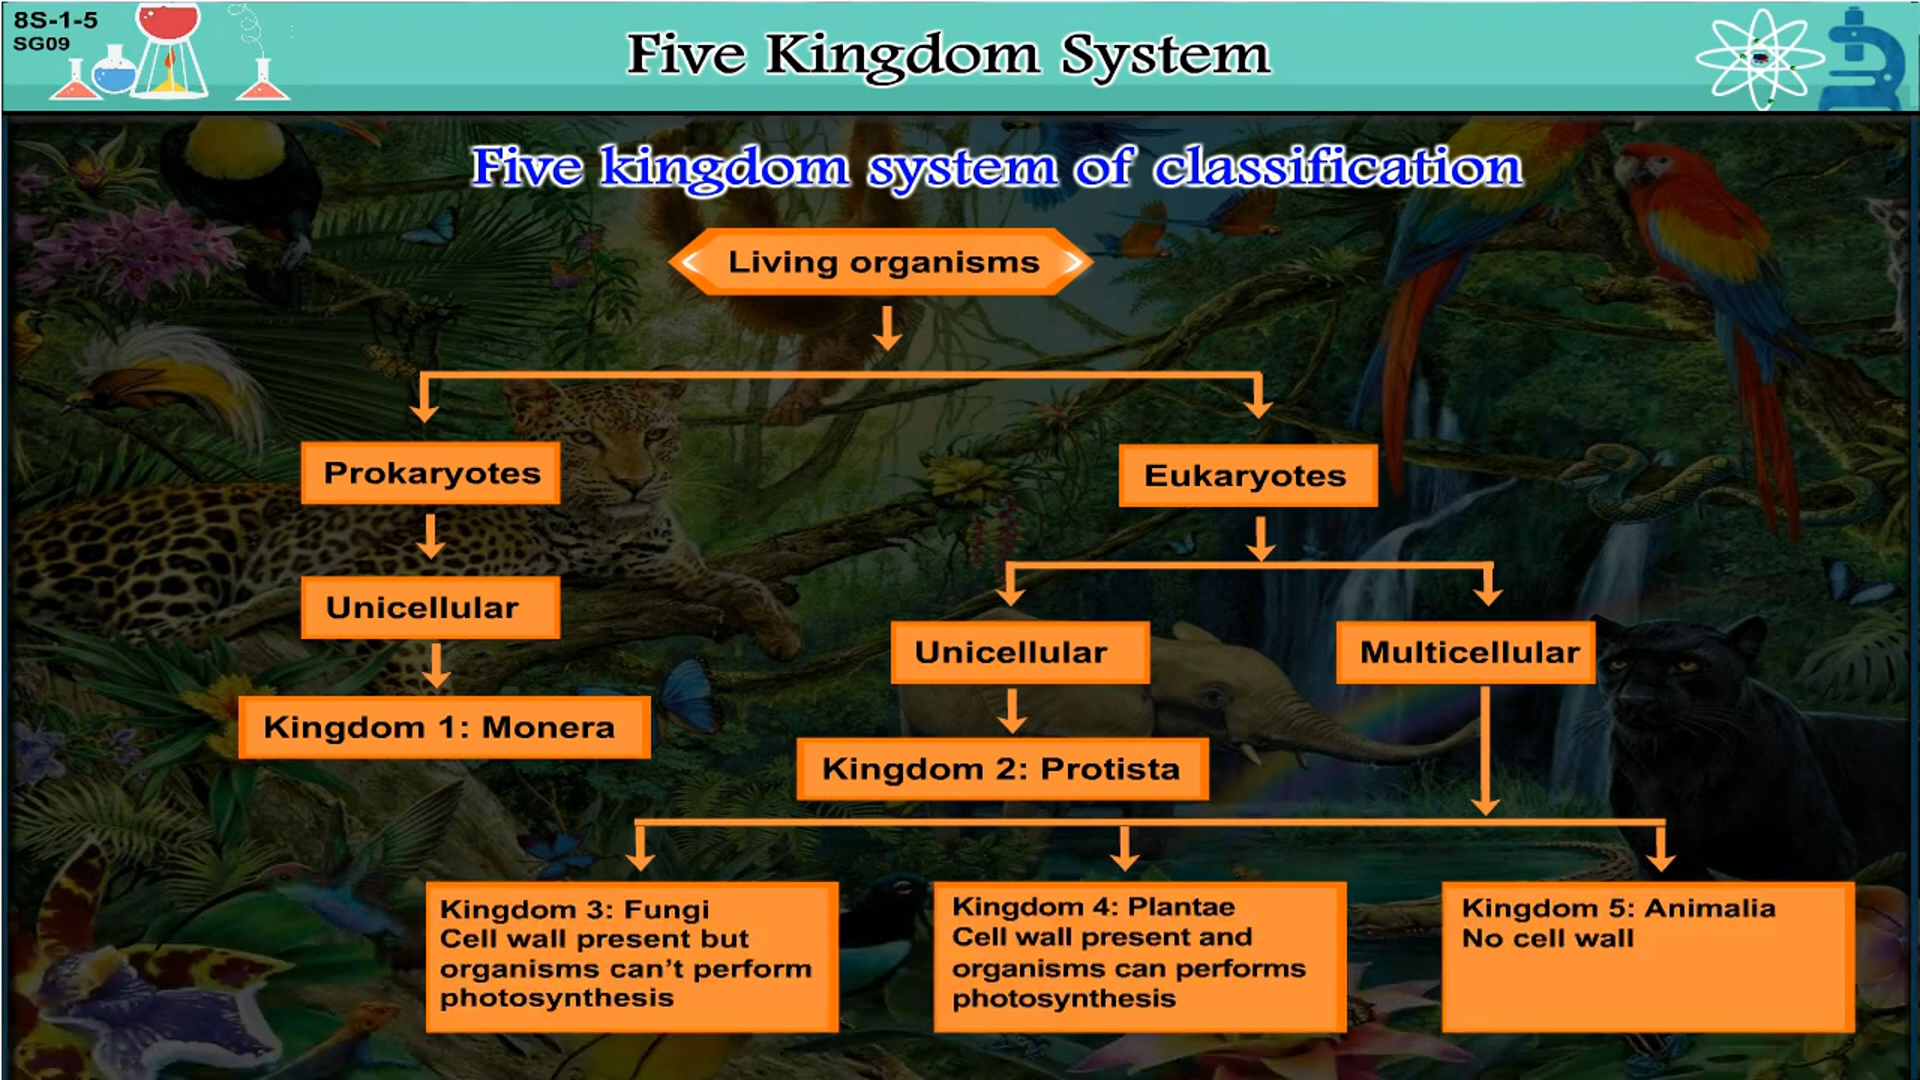 8S-1-5
SG09
Five Kingdom System
Five kingdom system of classification
Living organisms
Prokaryotes
Eukaryotes
Unicellular
Unicellular
Multicellular
Kingdom 1: Monera
Kingdom 2: Protista
Kingdom 3: Fungi
Cell wall present but
organisms can’t perform
photosynthesis
Kingdom 4: Plantae
Cell wall present and
organisms can performs
photosynthesis
Kingdom 5: Animalia
No cell wall